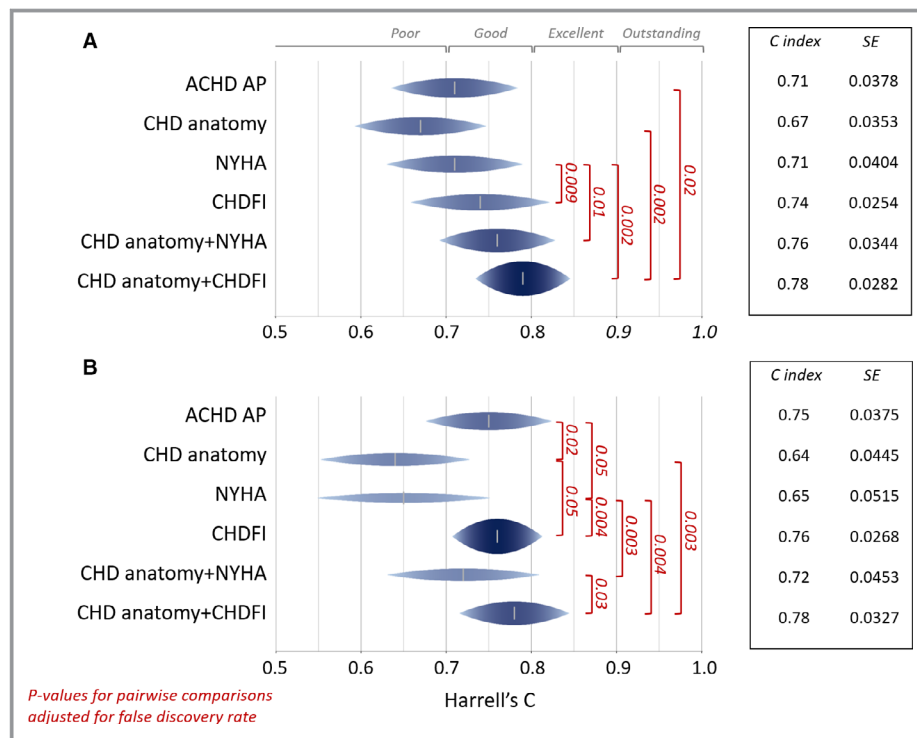 A
Poor Good Excellent Outstanding
C index SE
ACHD AP 0.71 0.0378
CHD anatomy 0.67 0.0353
NYHA 0.71 0.0404
CHDFI 0.74 0.0254
CHD anatomy+NYHA 0.76 0.0344
CHD anatomy+CHDFI 0.78 0.0282
0.009 0.01 0.002 0.002 0.02
0.5 0.6 0.7 0.8 0.9 1.0
B
C index SE
ACHD AP 0.75 0.0375
CHD anatomy 0.64 0.0445
NYHA 0.65 0.0515
CHDFI 0.76 0.0268
CHD anatomy+NYHA 0.72 0.0453
CHD anatomy+CHDFI 0.78 0.0327
0.02 0.05
0.05 0.004 0.003 0.004 0.003
0.03
0.5 0.6 0.7 0.8 0.9 1.0
Harrell's C
P-values for pairwise comparisons
adjusted for false discovery rate